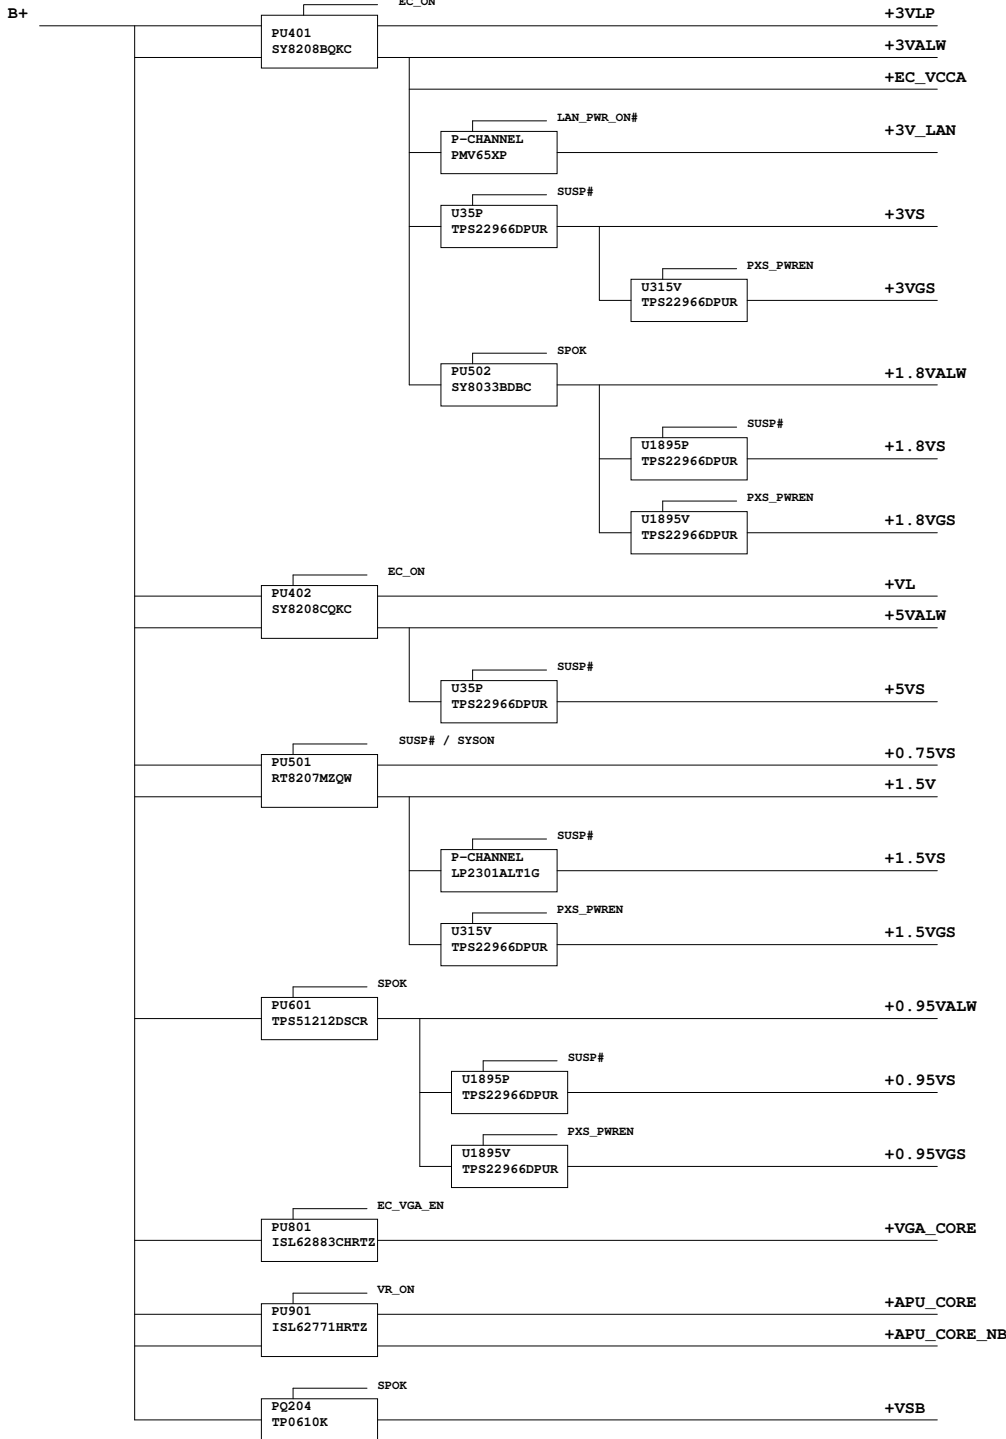 EC_ON
B+
+3VLP
PU401
SY8208BQKC
+3VALW
+EC_VCCA
LAN_PWR_ON#
+3V_LAN
P-CHANNEL
PMV65XP
SUSP#
+3VS
U35P
TPS22966DPUR
PXS_PWREN
+3VGS
U315V
TPS22966DPUR
SPOK
+1.8VALW
PU502
SY8033BDBC
SUSP#
+1.8VS
U1895P
TPS22966DPUR
PXS_PWREN
+1.8VGS
U1895V
TPS22966DPUR
EC_ON
+VL
PU402
SY8208CQKC
+5VALW
SUSP#
+5VS
U35P
TPS22966DPUR
SUSP# / SYSON
+0.75VS
PU501
RT8207MZQW
+1.5V
SUSP#
+1.5VS
P-CHANNEL
LP2301ALT1G
PXS_PWREN
+1.5VGS
U315V
TPS22966DPUR
SPOK
+0.95VALW
PU601
TPS51212DSCR
SUSP#
+0.95VS
U1895P
TPS22966DPUR
PXS_PWREN
+0.95VGS
U1895V
TPS22966DPUR
EC_VGA_EN
+VGA_CORE
PU801
ISL62883CHRTZ
VR_ON
+APU_CORE
PU901
ISL62771HRTZ
+APU_CORE_NB
SPOK
+VSB
PQ204
TP0610K